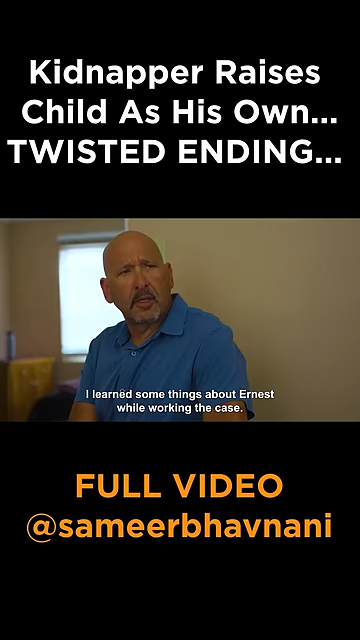 Kidnapper Raises
Child As His Own...
TWISTED ENDING...
I learned some things about Ernest
while working the case.
FULL VIDEO
@sameerbhavnani